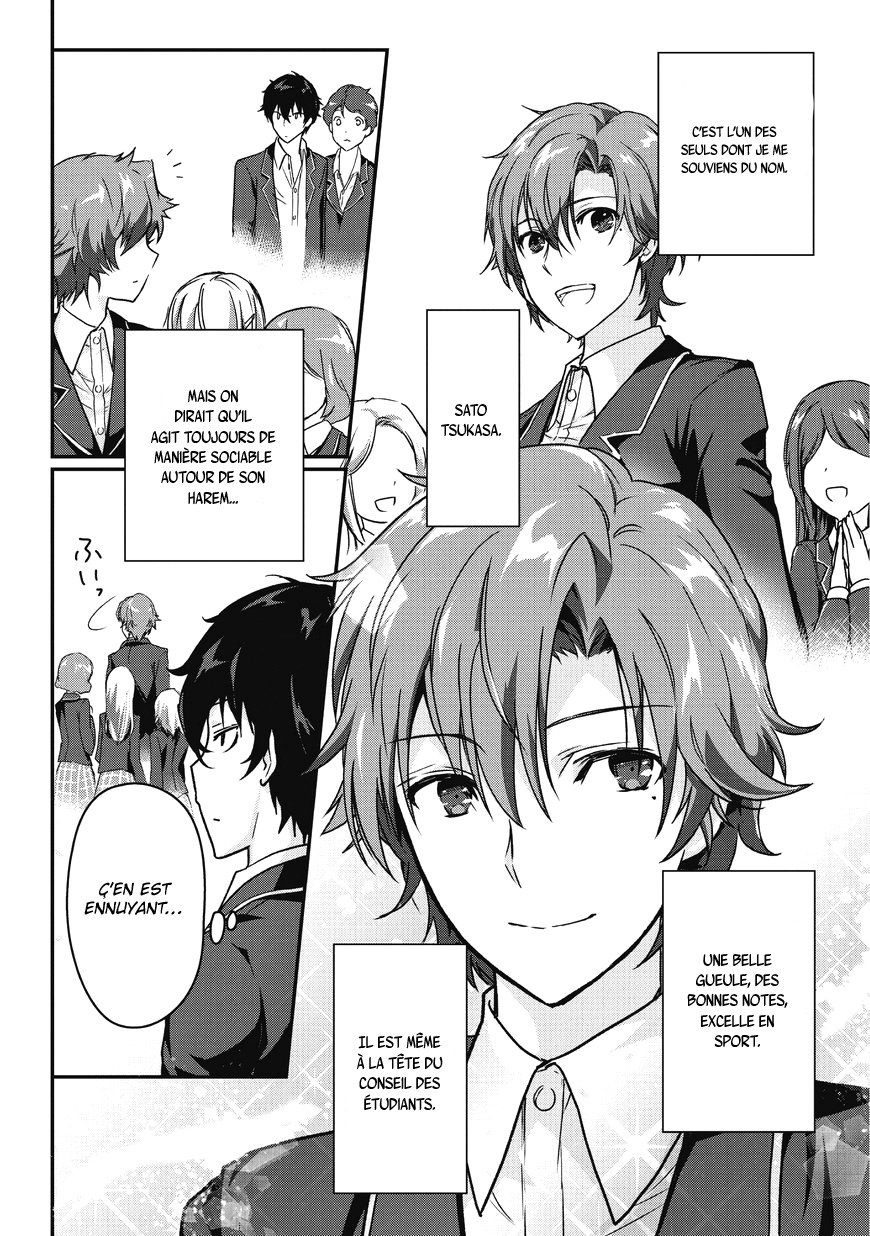 C'EST L'UN DES
SEULS DONT JE ME
SOUVIENS DU NOM.
SATO
TSUKASA.
UNE BELLE
GUEULE, DES
BONNES NOTES,
EXCELLE EN
SPORT.
IL EST MÊME
À LA TÊTE DU
CONSEIL DES
ÉTUDIANTS.
MAIS ON
DIRAIT QU'IL
AGIT TOUJOURS DE
MANIÈRE SOCIABLE
AUTOUR DE SON
HAREM...
ふいっ
Ç'EN EST
ENNUYANT...